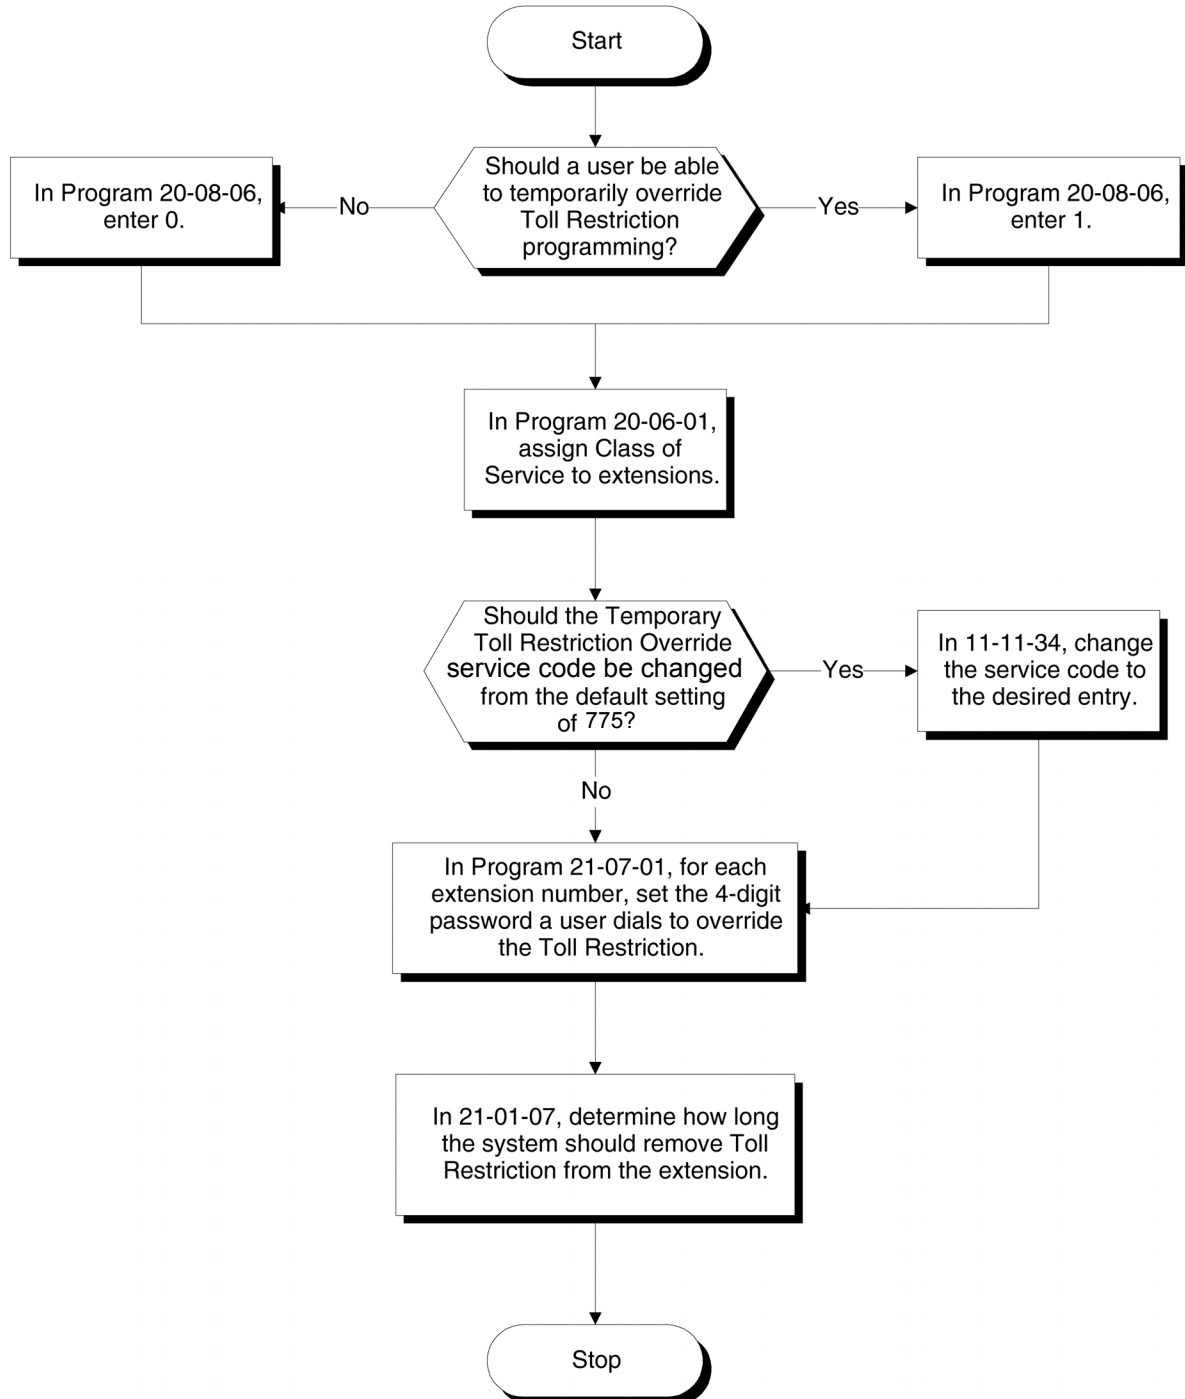 Start
Should a user be able
to temporarily override
Toll Restriction
programming?
No
Yes
In Program 20-08-06,
enter 0.
In Program 20-08-06,
enter 1.
In Program 20-06-01,
assign Class of
Service to extensions.
Should the Temporary
Toll Restriction Override
service code be changed
from the default setting
of 775?
Yes
In 11-11-34, change
the service code to
the desired entry.
No
In Program 21-07-01, for each
extension number, set the 4-digit
password a user dials to override
the Toll Restriction.
In 21-01-07, determine how long
the system should remove Toll
Restriction from the extension.
Stop